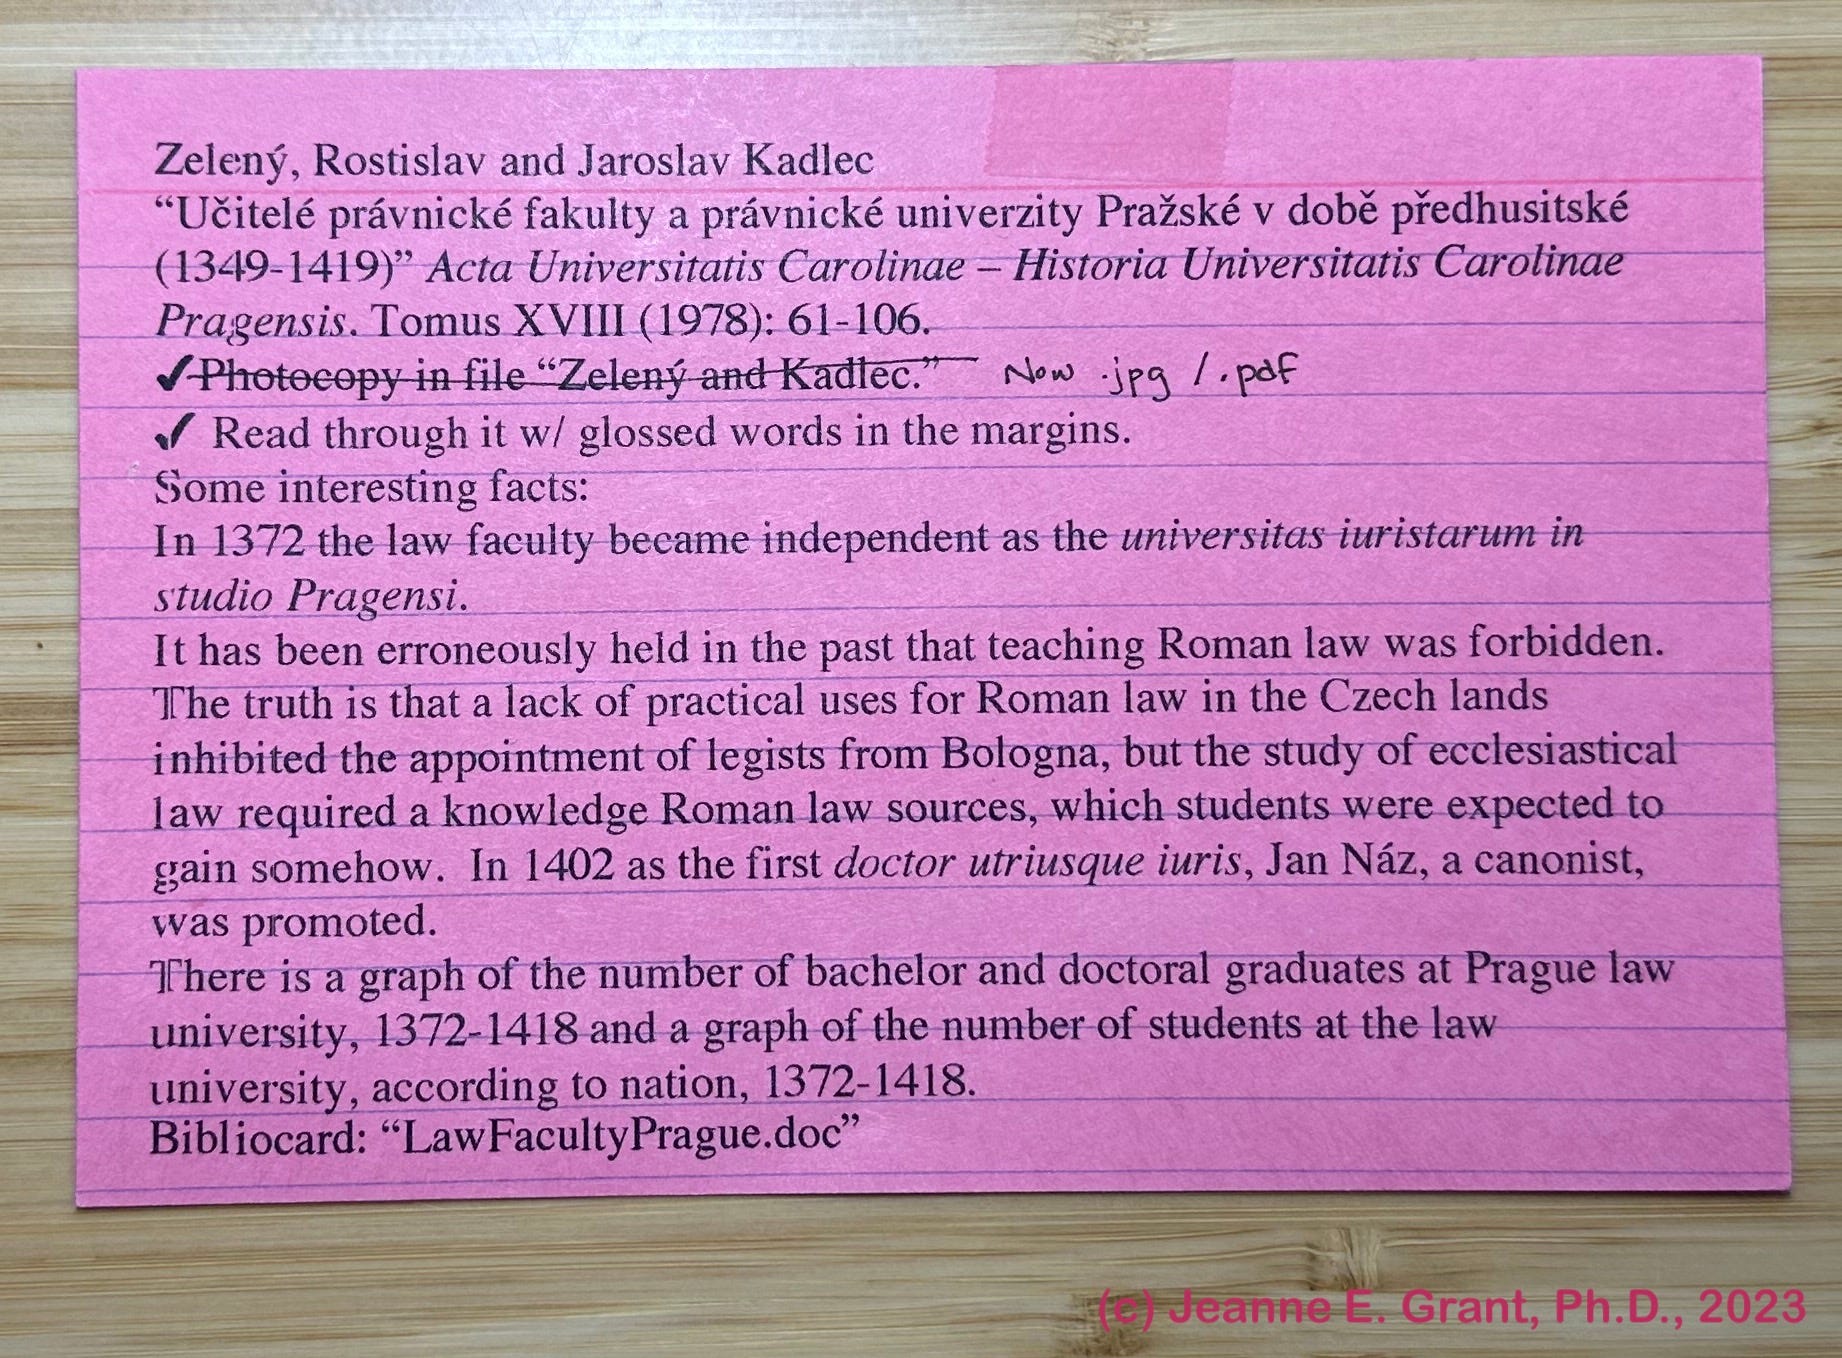 Zelený, Rostislav and Jaroslav Kadlec
“Učitelé právnické fakulty a právnické univerzity Pražské v době předhusitské
(1349-1419)” Acta Universitatis Carolinae – Historia Universitatis Carolinae
Pragensis. Tomus XVIII (1978): 61-106.
✓Photocopy in file “Zelený and Kadlec.” Now .jpg / .pdf
✓ Read through it w/ glossed words in the margins.
Some interesting facts:
In 1372 the law faculty became independent as the universitas iuristarum in
studio Pragensi.
It has been erroneously held in the past that teaching Roman law was forbidden.
The truth is that a lack of practical uses for Roman law in the Czech lands
inhibited the appointment of legists from Bologna, but the study of ecclesiastical
law required a knowledge Roman law sources, which students were expected to
gain somehow.  In 1402 as the first doctor utriusque iuris, Jan Náz, a canonist,
was promoted.
There is a graph of the number of bachelor and doctoral graduates at Prague law
university, 1372-1418 and a graph of the number of students at the law
university, according to nation, 1372-1418.
Bibliocard: “LawFacultyPrague.doc”
(c) Jeanne E. Grant, Ph.D., 2023